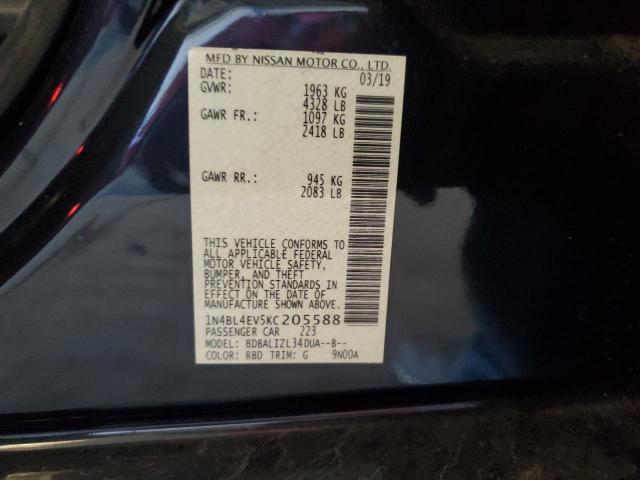 MFD BY NISSAN MOTOR CO., LTD.
DATE: 03/19
GVWR: 1963 KG
4328 LB
GAWR FR.: 1097 KG
2418 LB
GAWR RR.: 945 KG
2083 LB
THIS VEHICLE CONFORMS TO
ALL APPLICABLE FEDERAL
MOTOR VEHICLE SAFETY,
BUMPER, AND THEFT
PREVENTION STANDARDS IN
EFFECT ON THE DATE OF
MANUFACTURE SHOWN ABOVE.
1N4BL4EV5KC205588
PASSENGER CAR 223
MODEL: BDBALIZL34DUA--B--
COLOR: RBD TRIM: G 9N00A